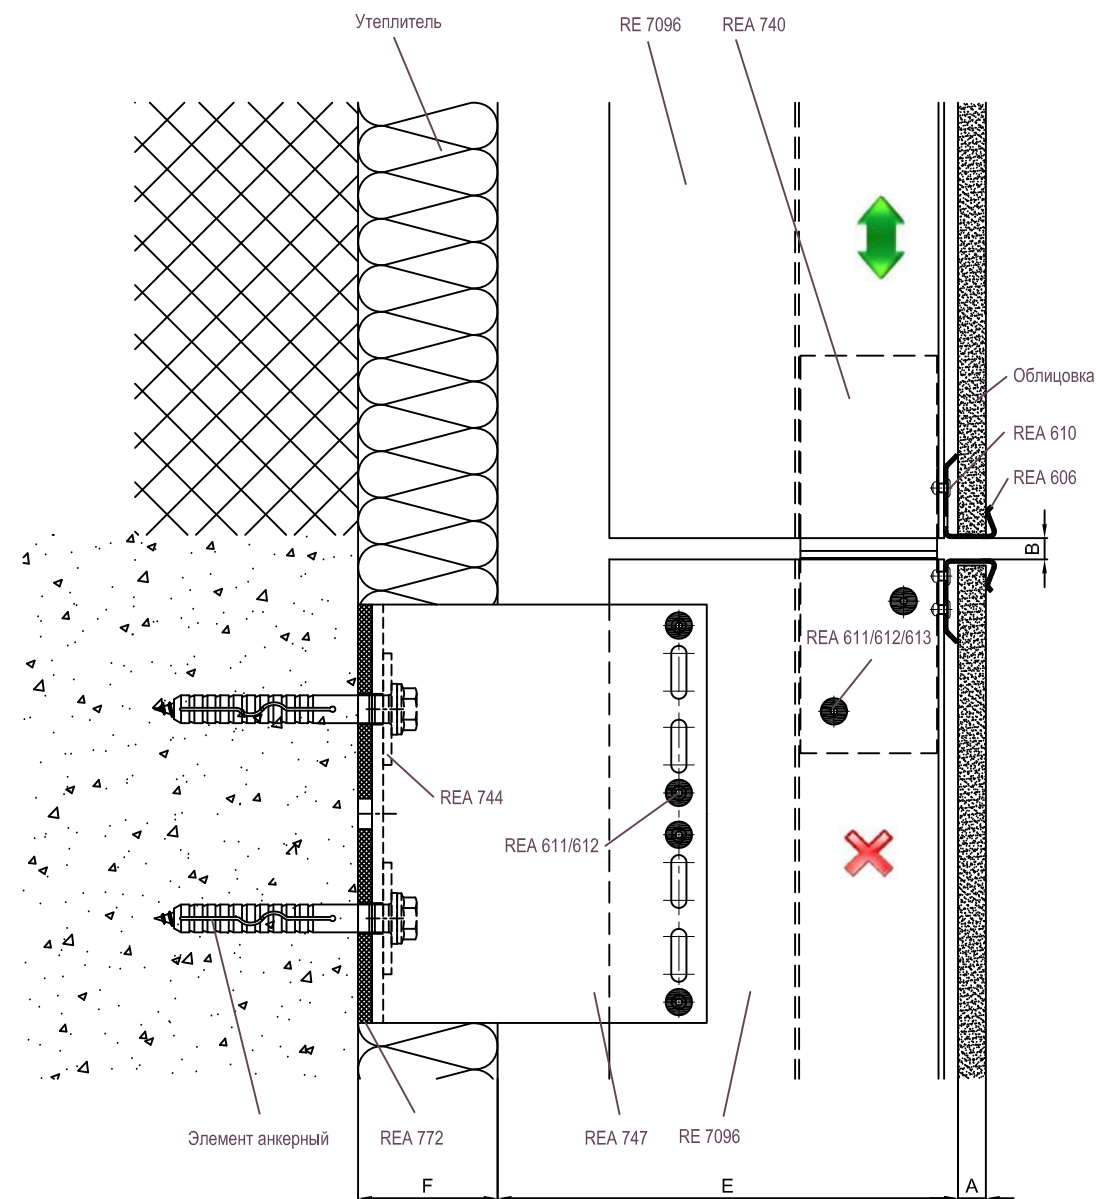 Утеплитель
RE 7096
REA 740
Облицовка
REA 610
REA 606
B
REA 611/612/613
REA 744
REA 611/612
Элемент анкерный
REA 772
REA 747
RE 7096
F
E
A